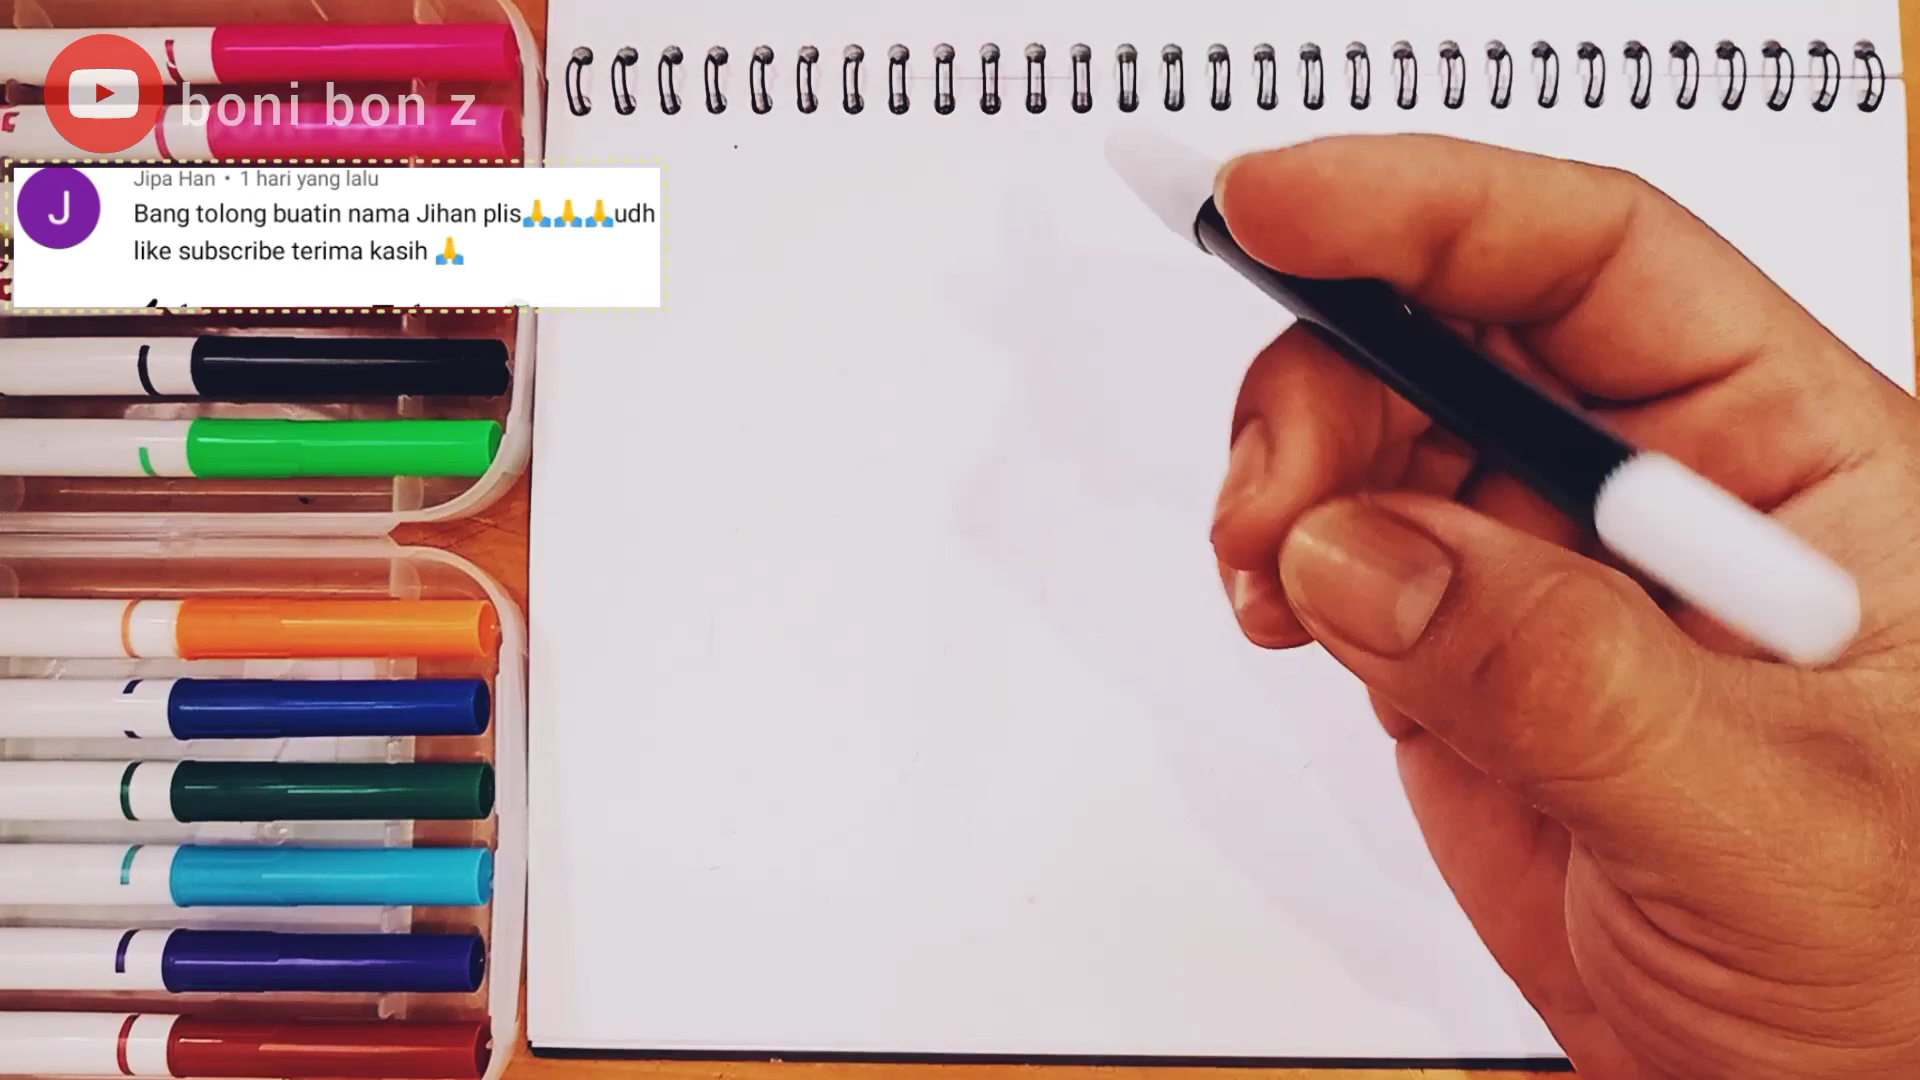 boni bon z
Jipa Han • 1 hari yang lalu
J
Bang tolong buatin nama Jihan plis🙏🙏🙏udh
like subscribe terima kasih 🙏